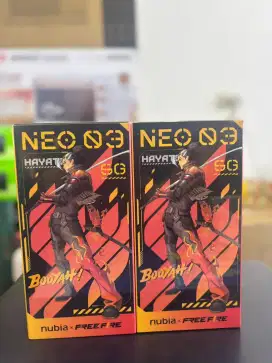 NEO 03
HAYATO
5G
BOOYAH!
nubia × FREE FIRE
NEO 03
HAYATO
5G
BOOYAH!
nubia × FREE FIRE